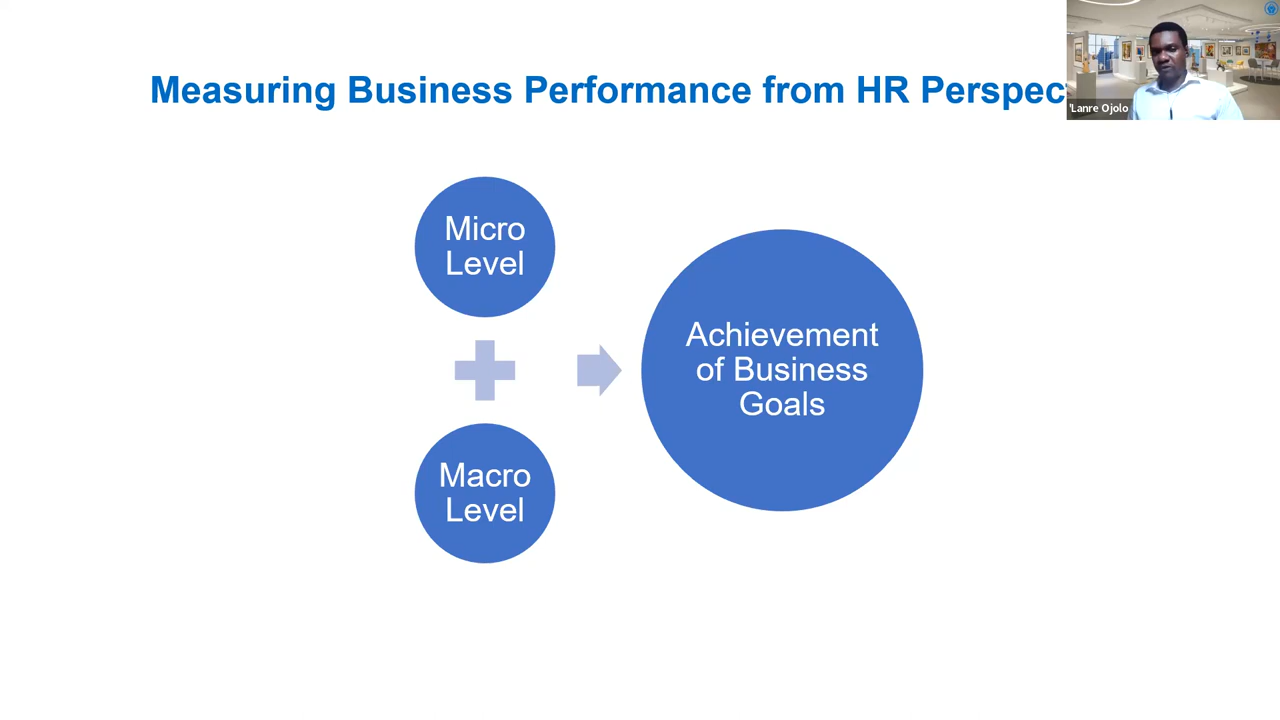 Measuring Business Performance from HR Perspec
'Lanre Ojolo
Micro
Level
Achievement
of Business
Goals
Macro
Level